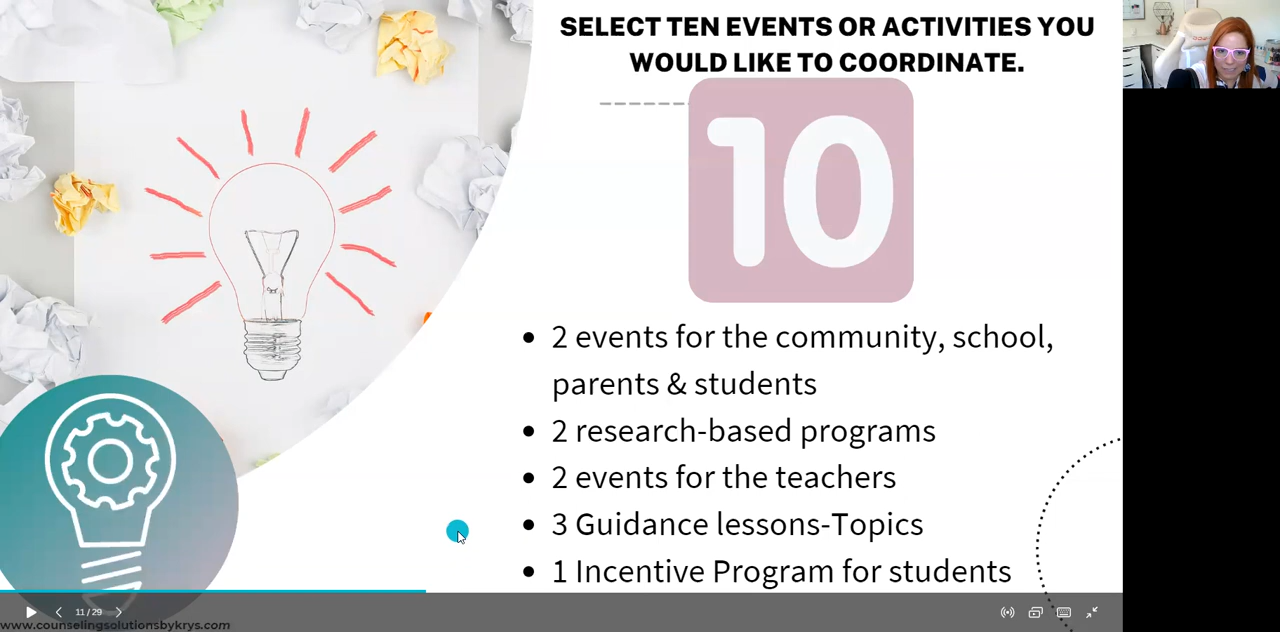 SELECT TEN EVENTS OR ACTIVITIES YOU
WOULD LIKE TO COORDINATE.
10
• 2 events for the community, school,
parents & students
• 2 research-based programs
• 2 events for the teachers
• 3 Guidance lessons-Topics
• 1 Incentive Program for students
11 / 29
www.counselingsolutionsbykrys.com